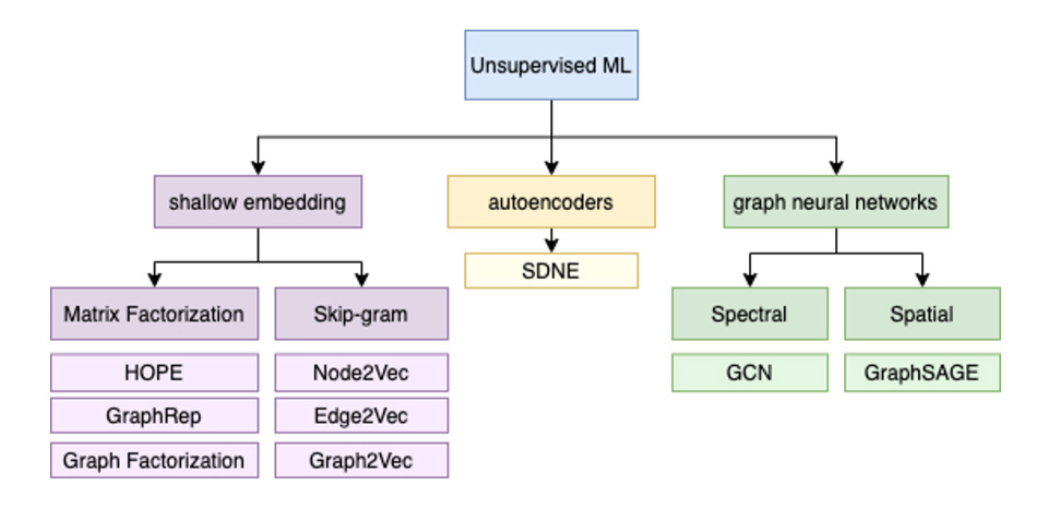 Unsupervised ML
shallow embedding
autoencoders
graph neural networks
SDNE
Matrix Factorization
Skip-gram
Spectral
Spatial
HOPE
Node2Vec
GCN
GraphSAGE
GraphRep
Edge2Vec
Graph Factorization
Graph2Vec